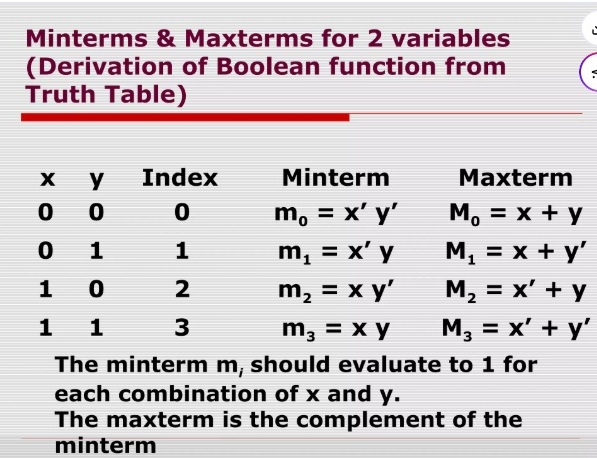 Minterms & Maxterms for 2 variables
(Derivation of Boolean function from
Truth Table)
x y Index Minterm Maxterm
0 0 0 m₀ = x′ y′ M₀ = x + y
0 1 1 m₁ = x′ y M₁ = x + y′
1 0 2 m₂ = x y′ M₂ = x′ + y
1 1 3 m₃ = x y M₃ = x′ + y′
The minterm mᵢ should evaluate to 1 for
each combination of x and y.
The maxterm is the complement of the
minterm